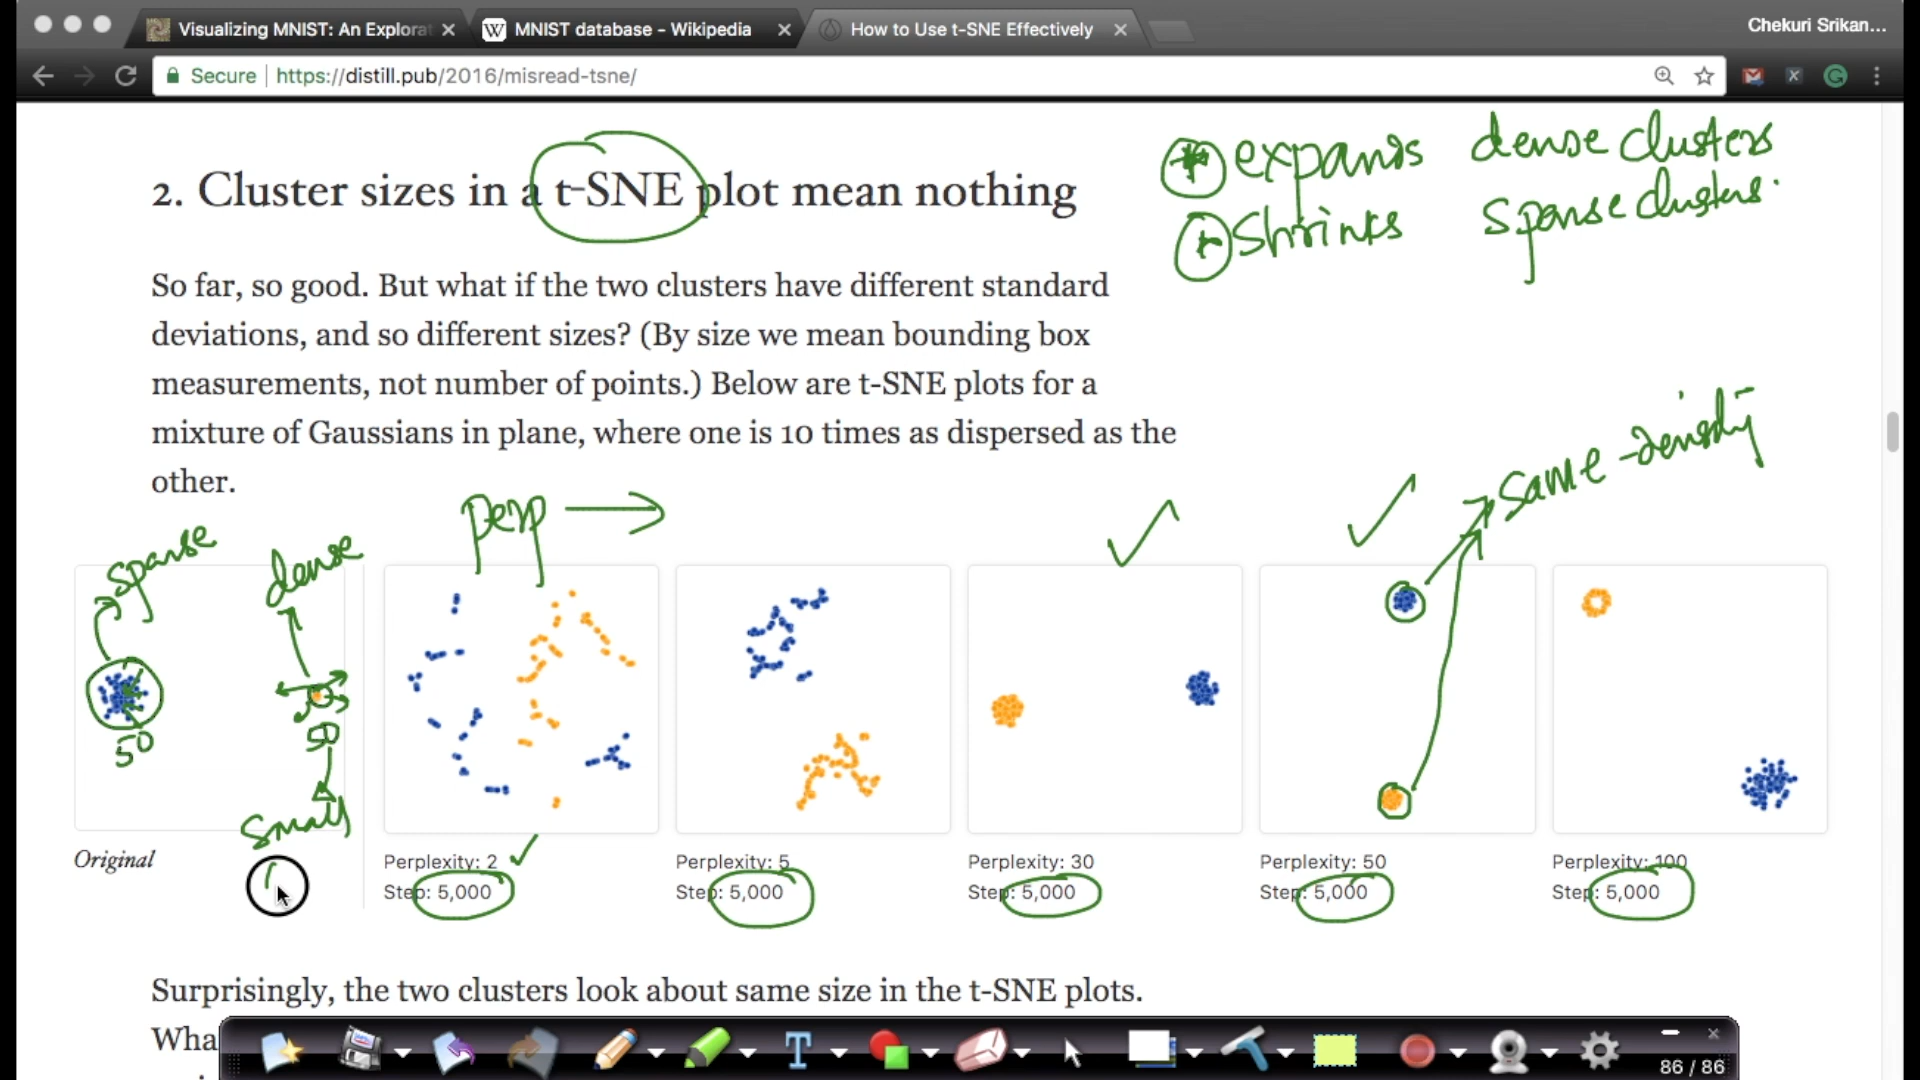 Visualizing MNIST: An Explorat
MNIST database - Wikipedia
How to Use t-SNE Effectively
Chekuri Srikan...
Secure
https://distill.pub/2016/misread-tsne/
* expands dense clusters
+ Shrinks sparse clusters.
2. Cluster sizes in a t-SNE plot mean nothing
So far, so good. But what if the two clusters have different standard
deviations, and so different sizes? (By size we mean bounding box
measurements, not number of points.) Below are t-SNE plots for a
mixture of Gaussians in plane, where one is 10 times as dispersed as the
other.
same-density
perp →
sparse
dense
50
50
small
Original
Perplexity: 2
Step: 5,000
Perplexity: 5
Step: 5,000
Perplexity: 30
Step: 5,000
Perplexity: 50
Step: 5,000
Perplexity: 100
Step: 5,000
Surprisingly, the two clusters look about same size in the t-SNE plots.
Wha
86 / 86